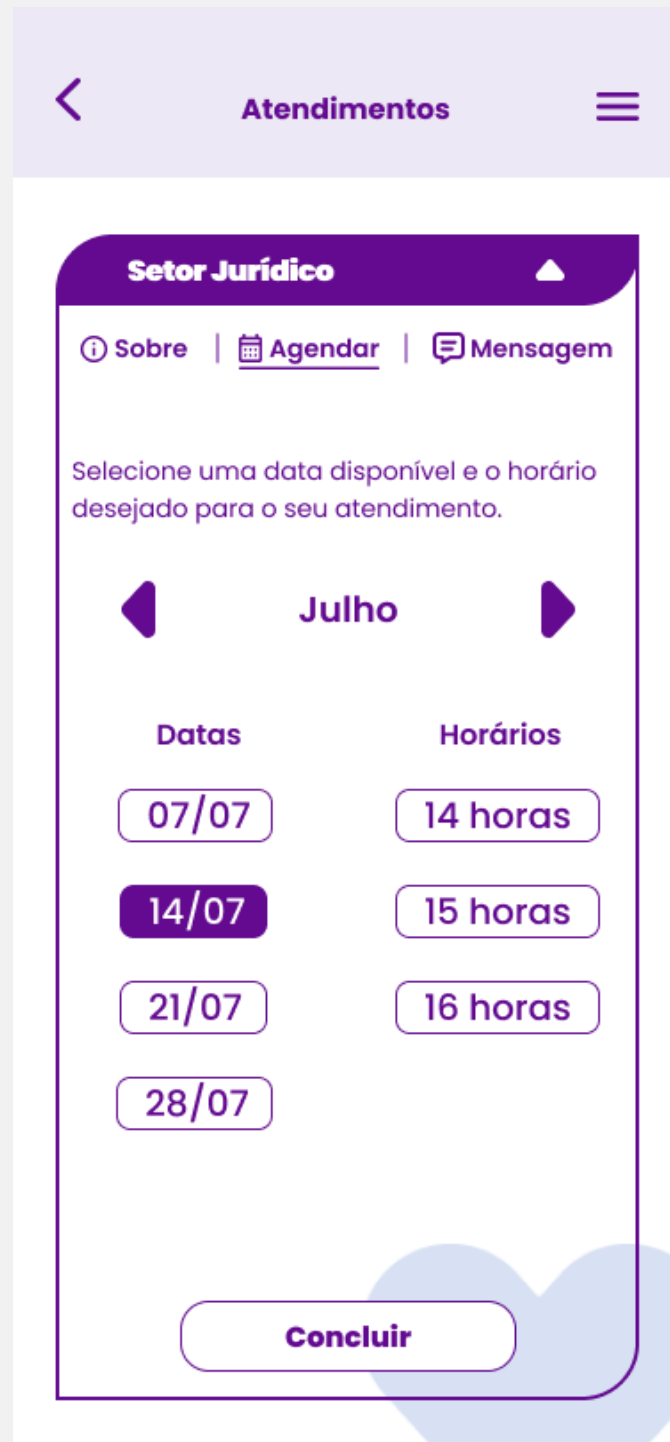 Atendimentos
Setor Jurídico
Sobre | Agendar | Mensagem
Selecione uma data disponível e o horário
desejado para o seu atendimento.
Julho
Datas Horários
07/07 14 horas
14/07 15 horas
21/07 16 horas
28/07
Concluir